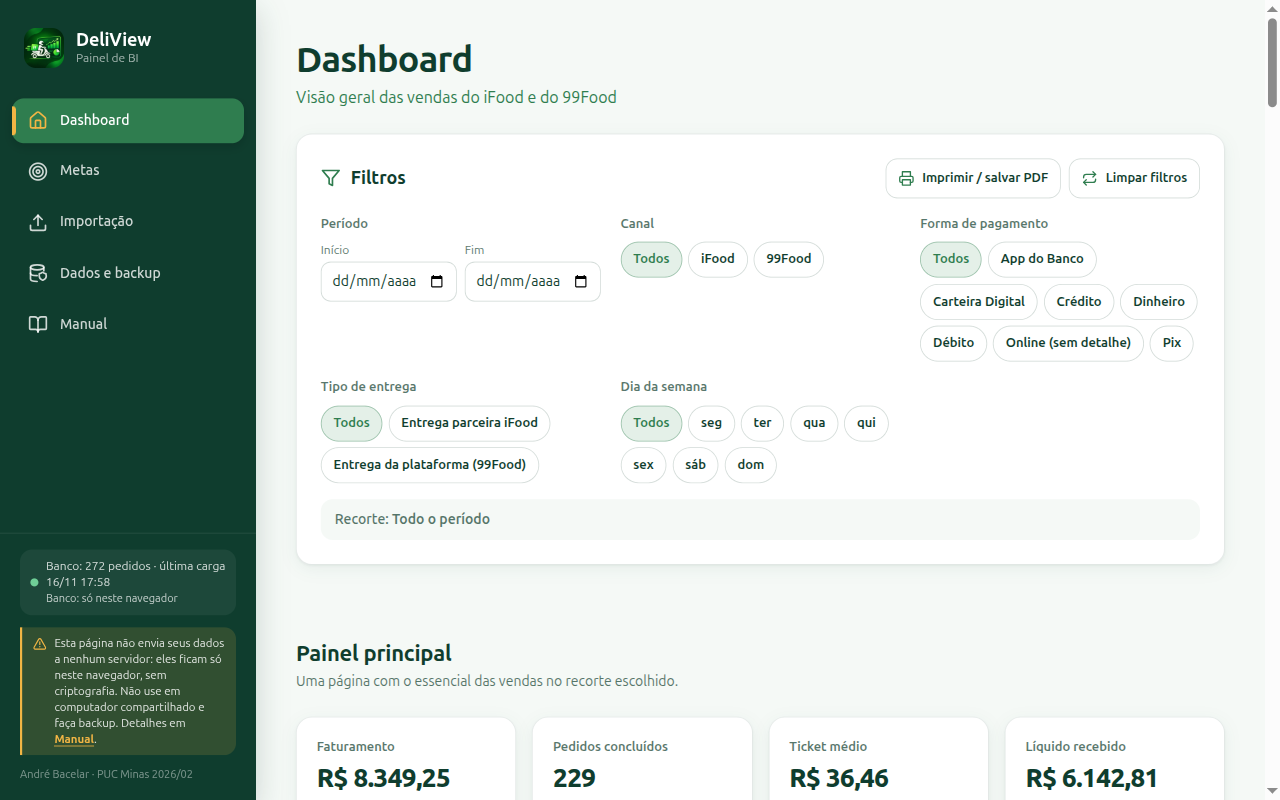 DeliView
Painel de BI
Dashboard
Metas
Importação
Dados e backup
Manual
Banco: 272 pedidos · última carga
16/11 17:58
Banco: só neste navegador
Esta página não envia seus dados
a nenhum servidor: eles ficam só
neste navegador, sem
criptografia. Não use em
computador compartilhado e
faça backup. Detalhes em
Manual.
André Bacelar · PUC Minas 2026/02
Dashboard
Visão geral das vendas do iFood e do 99Food
Filtros
Imprimir / salvar PDF
Limpar filtros
Período
Início
Fim
dd/mm/aaaa
dd/mm/aaaa
Canal
Todos
iFood
99Food
Forma de pagamento
Todos
App do Banco
Carteira Digital
Crédito
Dinheiro
Débito
Online (sem detalhe)
Pix
Tipo de entrega
Todos
Entrega parceira iFood
Entrega da plataforma (99Food)
Dia da semana
Todos
seg
ter
qua
qui
sex
sáb
dom
Recorte: Todo o período
Painel principal
Uma página com o essencial das vendas no recorte escolhido.
Faturamento
R$ 8.349,25
Pedidos concluídos
229
Ticket médio
R$ 36,46
Líquido recebido
R$ 6.142,81